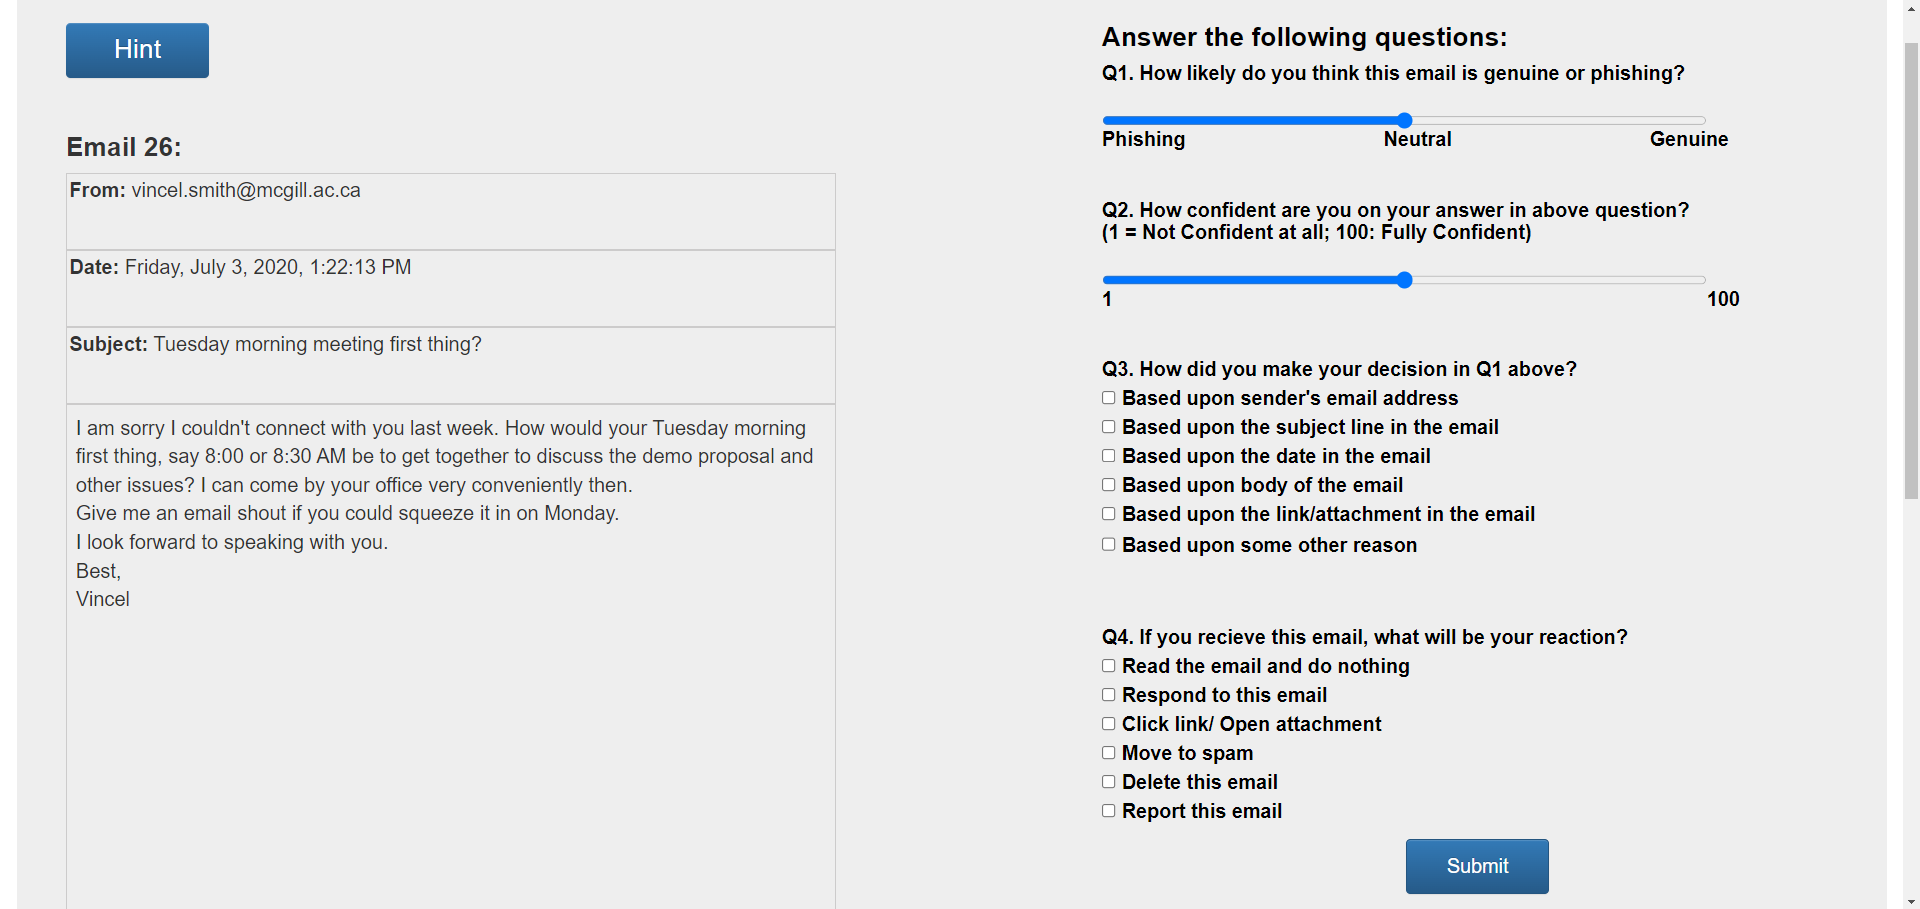 Hint
Email 26:
From: vincel.smith@mcgill.ac.ca
Date: Friday, July 3, 2020, 1:22:13 PM
Subject: Tuesday morning meeting first thing?
I am sorry I couldn't connect with you last week. How would your Tuesday morning
first thing, say 8:00 or 8:30 AM be to get together to discuss the demo proposal and
other issues? I can come by your office very conveniently then.
Give me an email shout if you could squeeze it in on Monday.
I look forward to speaking with you.
Best,
Vincel
Answer the following questions:
Q1. How likely do you think this email is genuine or phishing?
Phishing Neutral Genuine
Q2. How confident are you on your answer in above question?
(1 = Not Confident at all; 100: Fully Confident)
1 100
Q3. How did you make your decision in Q1 above?
Based upon sender's email address
Based upon the subject line in the email
Based upon the date in the email
Based upon body of the email
Based upon the link/attachment in the email
Based upon some other reason
Q4. If you recieve this email, what will be your reaction?
Read the email and do nothing
Respond to this email
Click link/ Open attachment
Move to spam
Delete this email
Report this email
Submit